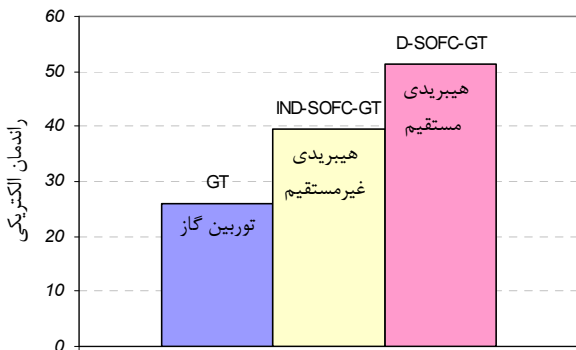 60
50
40
30
20
10
0
راندمان الکتریکی
GT
توربین گاز
IND-SOFC-GT
هیبریدی
غیرمستقیم
D-SOFC-GT
هیبریدی
مستقیم